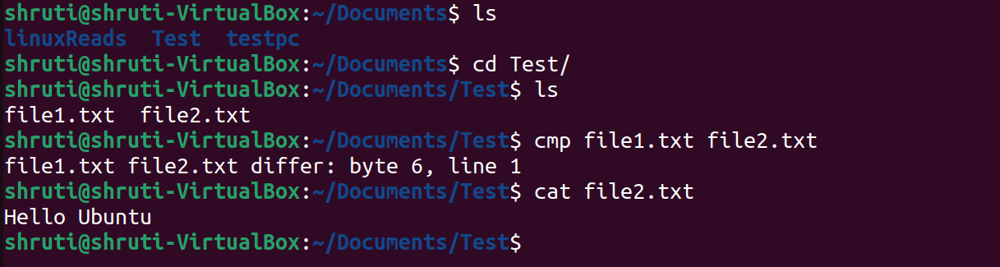 shruti@shruti-VirtualBox:~/Documents$ ls
linuxReads  Test  testpc
shruti@shruti-VirtualBox:~/Documents$ cd Test/
shruti@shruti-VirtualBox:~/Documents/Test$ ls
file1.txt  file2.txt
shruti@shruti-VirtualBox:~/Documents/Test$ cmp file1.txt file2.txt
file1.txt file2.txt differ: byte 6, line 1
shruti@shruti-VirtualBox:~/Documents/Test$ cat file2.txt
Hello Ubuntu
shruti@shruti-VirtualBox:~/Documents/Test$